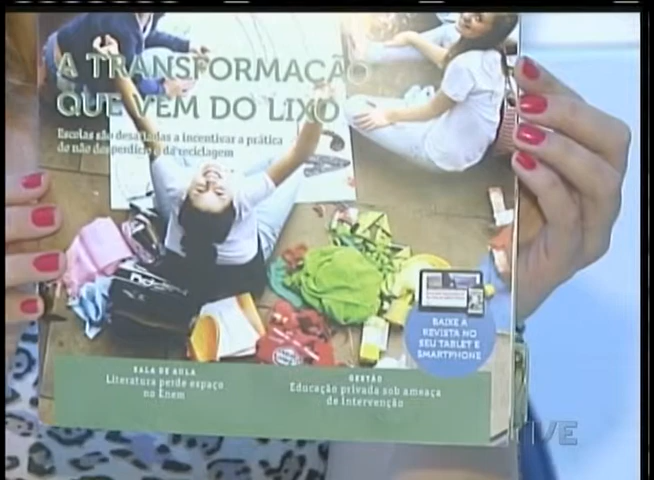 A TRANSFORMAÇÃO
QUE VEM DO LIXO
Escolas são desafiadas a incentivar a prática
do não desperdício e da reciclagem
BAIXE A
REVISTA NO
SEU TABLET E
SMARTPHONE
SALA DE AULA
Literatura perde espaço
no Enem
GESTÃO
Educação privada sob ameaça
de intervenção